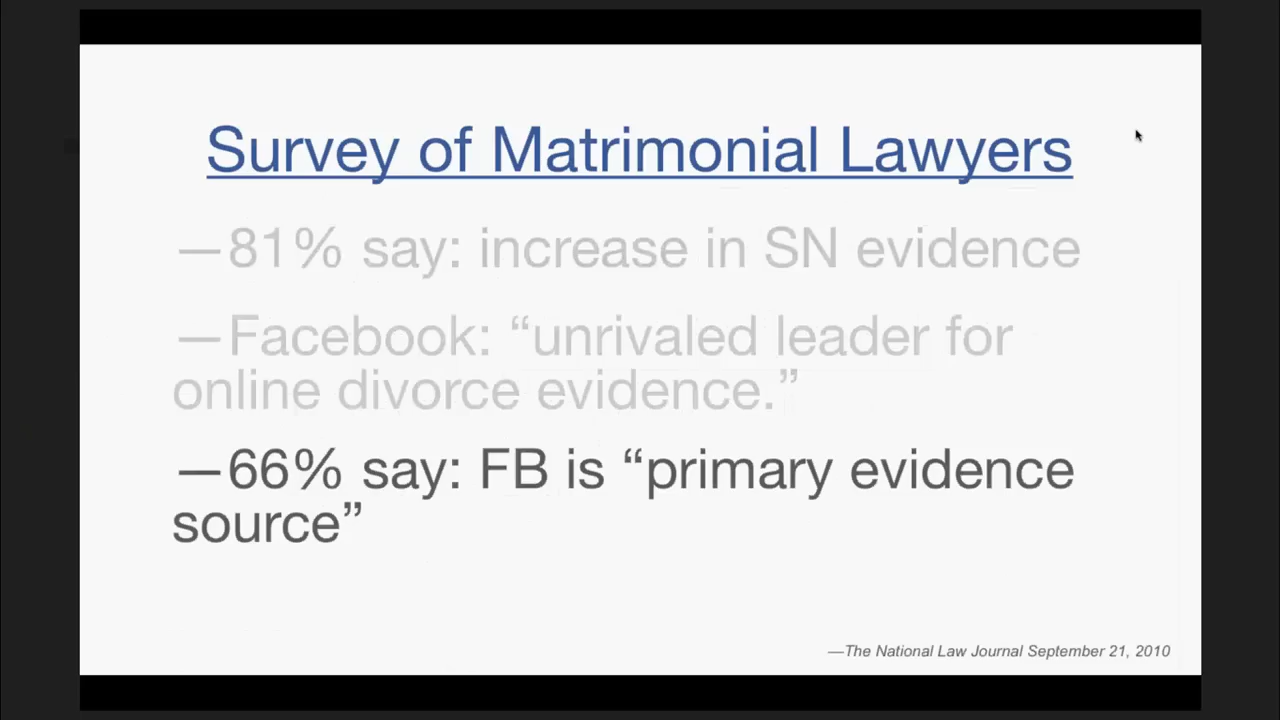 Survey of Matrimonial Lawyers
—81% say: increase in SN evidence
—Facebook: “unrivaled leader for
online divorce evidence.”
—66% say: FB is “primary evidence
source”
—The National Law Journal September 21, 2010